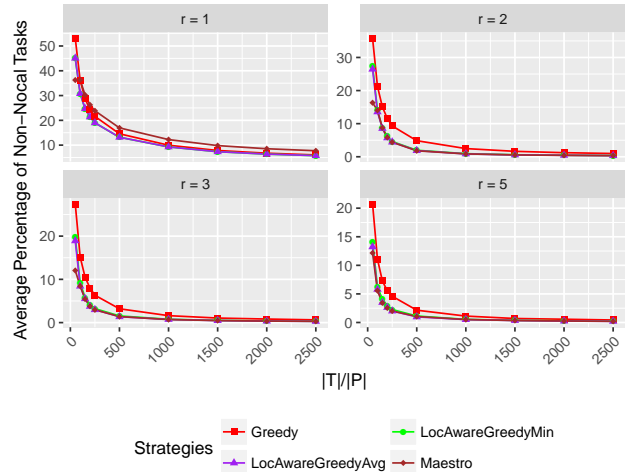 r = 1
r = 2
50
40
30
20
10
30
20
10
0
Average Percentage of Non−Nocal Tasks
r = 3
r = 5
20
10
0
20
15
10
5
0
0
500
1000
1500
2000
2500
0
500
1000
1500
2000
2500
|T|/|P|
Strategies
Greedy
LocAwareGreedyMin
LocAwareGreedyAvg
Maestro